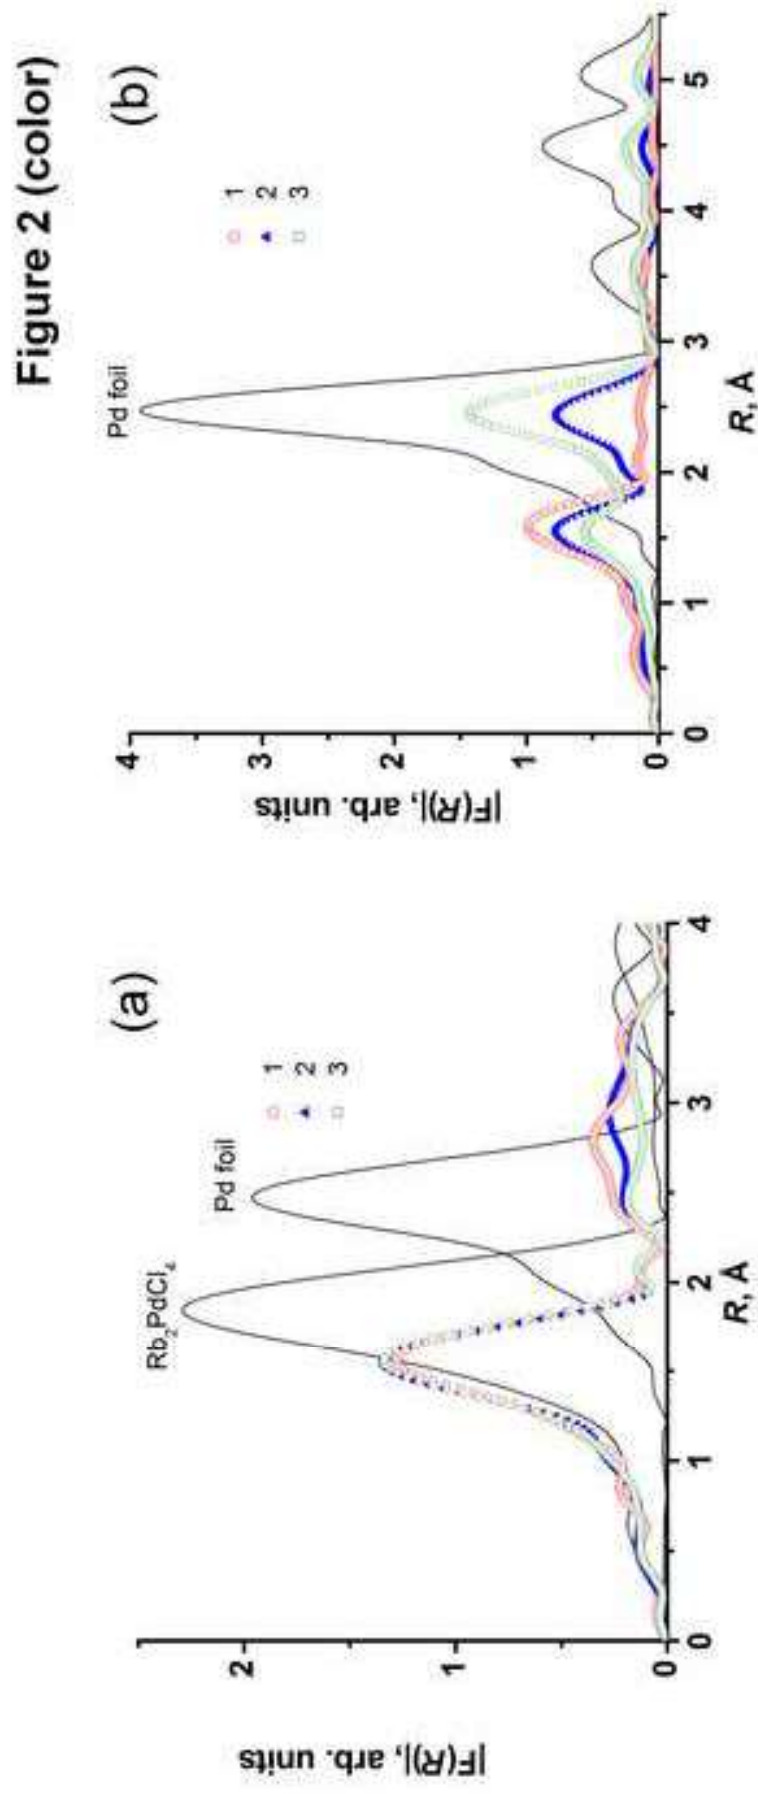 Figure 2 (color)
(a)
Rb₂PdCl₄
Pd foil
1
2
3
|F(R)|, arb. units
2
1
0
0
1
2
3
4
R, Å
(b)
Pd foil
1
2
3
|F(R)|, arb. units
4
3
2
1
0
0
1
2
3
4
5
R, Å